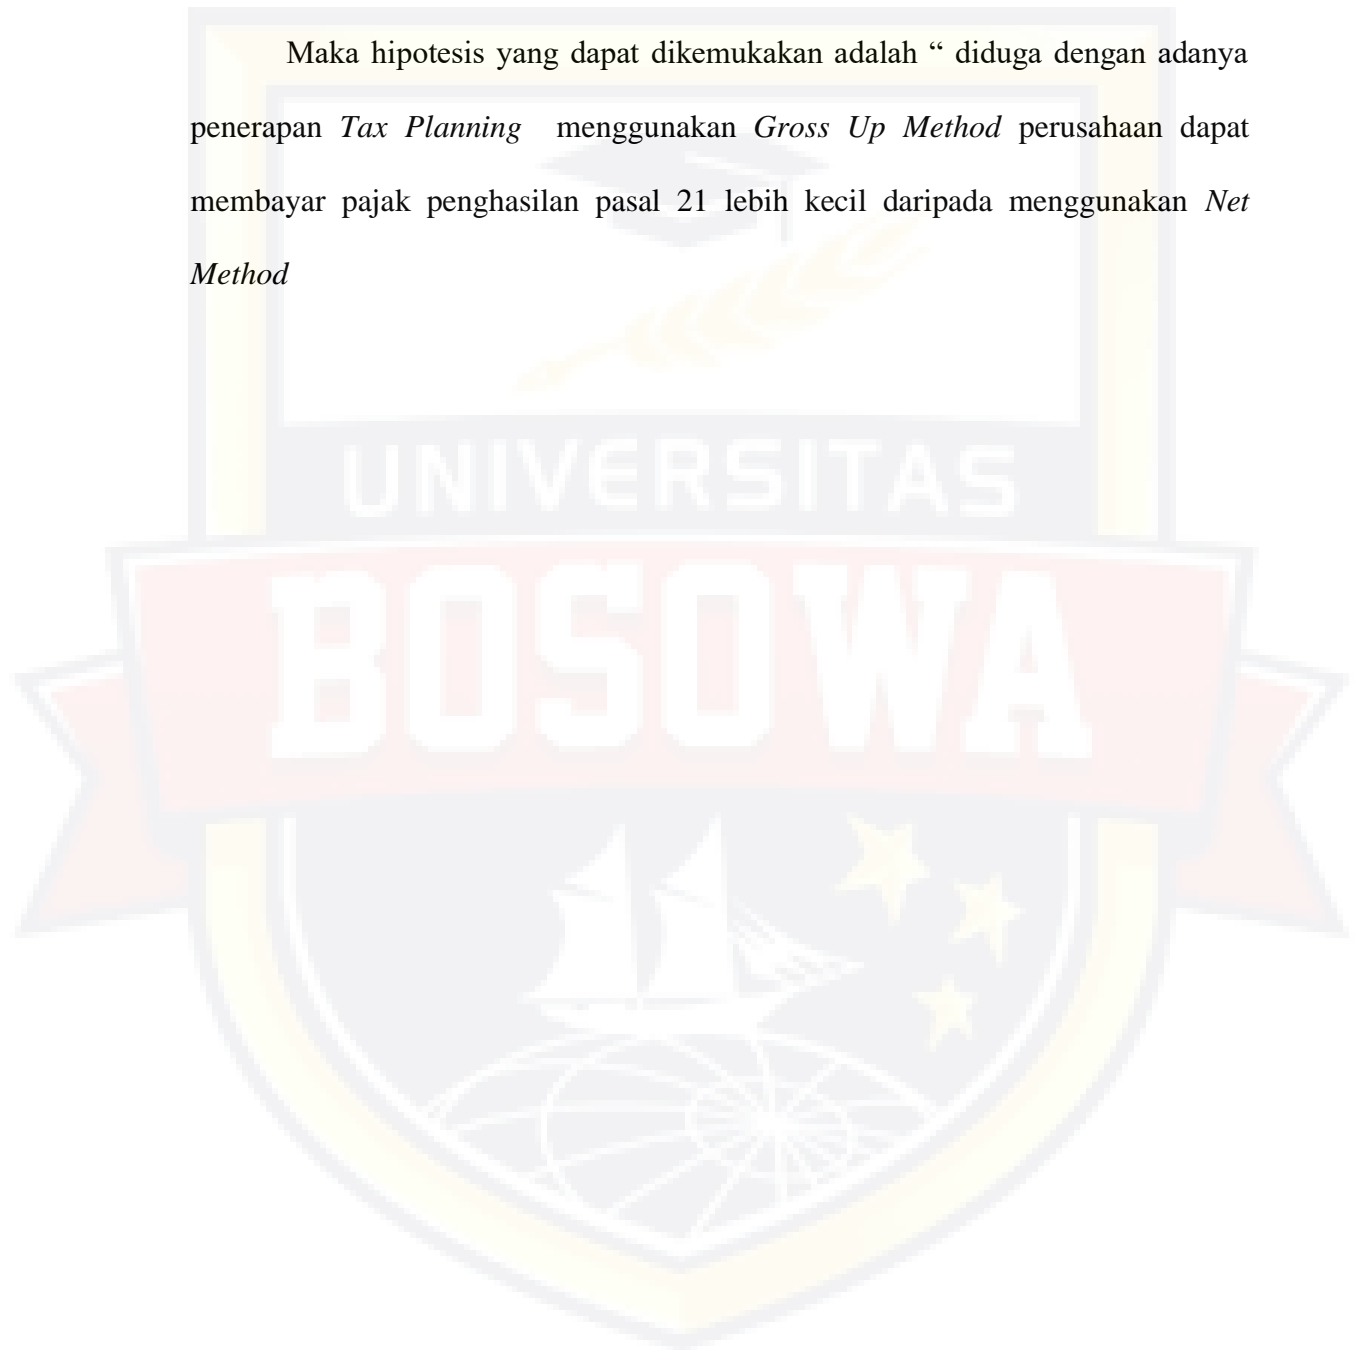 Maka hipotesis yang dapat dikemukakan adalah “ diduga dengan adanya
penerapan Tax Planning menggunakan Gross Up Method perusahaan dapat
membayar pajak penghasilan pasal 21 lebih kecil daripada menggunakan Net
Method
UNIVERSITAS
BOSOWA